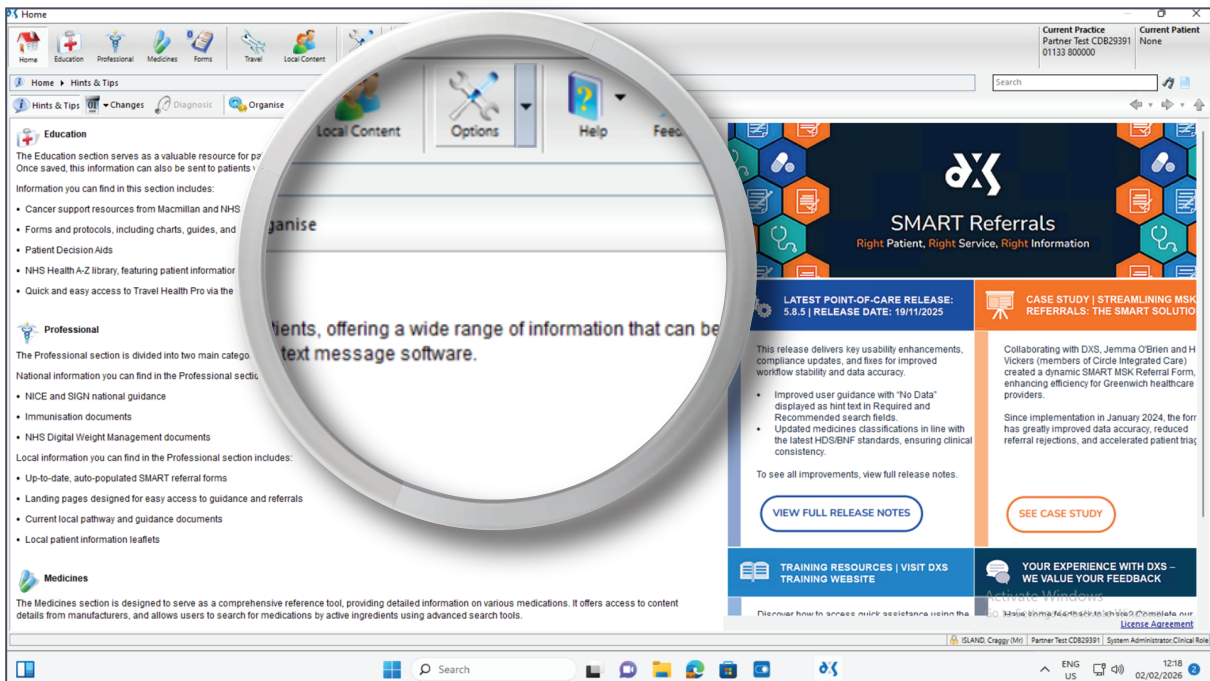 Home
Current Practice
Partner Test CDB29391
01133 800000
Current Patient
None
Home
Education
Professional
Medicines
Forms
Travel
Local Content
Home ▸ Hints & Tips
Search
Hints & Tips
Changes
Diagnosis
Organise
Local Content
Options
Help
ganise
tients, offering a wide range of information that can be
text message software.
Education
The Education section serves as a valuable resource for
Once saved, this information can also be sent to patients
Information you can find in this section includes:
• Cancer support resources from Macmillan and NHS
• Forms and protocols, including charts, guides, and
• Patient Decision Aids
• NHS Health A-Z library, featuring patient information
• Quick and easy access to Travel Health Pro via the
Professional
The Professional section is divided into two main
National information you can find in the Professional
• NICE and SIGN national guidance
• Immunisation documents
• NHS Digital Weight Management documents
Local information you can find in the Professional section includes:
• Up-to-date, auto-populated SMART referral forms
• Landing pages designed for easy access to guidance and referrals
• Current local pathway and guidance documents
• Local patient information leaflets
Medicines
The Medicines section is designed to serve as a comprehensive reference tool, providing detailed information on various medications. It offers access to content
details from manufacturers, and allows users to search for medications by active ingredients using advanced search tools.
SMART Referrals
Right Patient, Right Service, Right Information
LATEST POINT-OF-CARE RELEASE:
5.8.5 | RELEASE DATE: 19/11/2025
This release delivers key usability enhancements,
compliance updates, and fixes for improved
workflow stability and data accuracy.
• Improved user guidance with “No Data”
displayed as hint text in Required and
Recommended search fields.
• Updated medicines classifications in line with
the latest HDS/BNF standards, ensuring clinical
consistency.
To see all improvements, view full release notes.
VIEW FULL RELEASE NOTES
CASE STUDY | STREAMLINING MSK
REFERRALS: THE SMART SOLUTIO
Collaborating with DXS, Jemma O'Brien and H
Vickers (members of Circle Integrated Care)
created a dynamic SMART MSK Referral Form,
enhancing efficiency for Greenwich healthcare
providers.
Since implementation in January 2024, the for
has greatly improved data accuracy, reduced
referral rejections, and accelerated patient
SEE CASE STUDY
TRAINING RESOURCES | VISIT DXS
TRAINING WEBSITE
Discover how to access quick assistance using the
YOUR EXPERIENCE WITH DXS –
WE VALUE YOUR FEEDBACK
Activate Windows
License Agreement
ISLAND, Craggy (Mr)
Partner Test CDB29391
System Administrator,Clinical Role
Search
ENG
US
12:18
02/02/2026
2